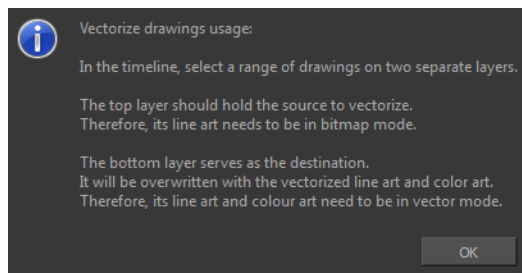 Vectorize drawings usage:
In the timeline, select a range of drawings on two separate layers.
The top layer should hold the source to vectorize.
Therefore, its line art needs to be in bitmap mode.
The bottom layer serves as the destination.
It will be overwritten with the vectorized line art and color art.
Therefore, its line art and colour art need to be in vector mode.
OK